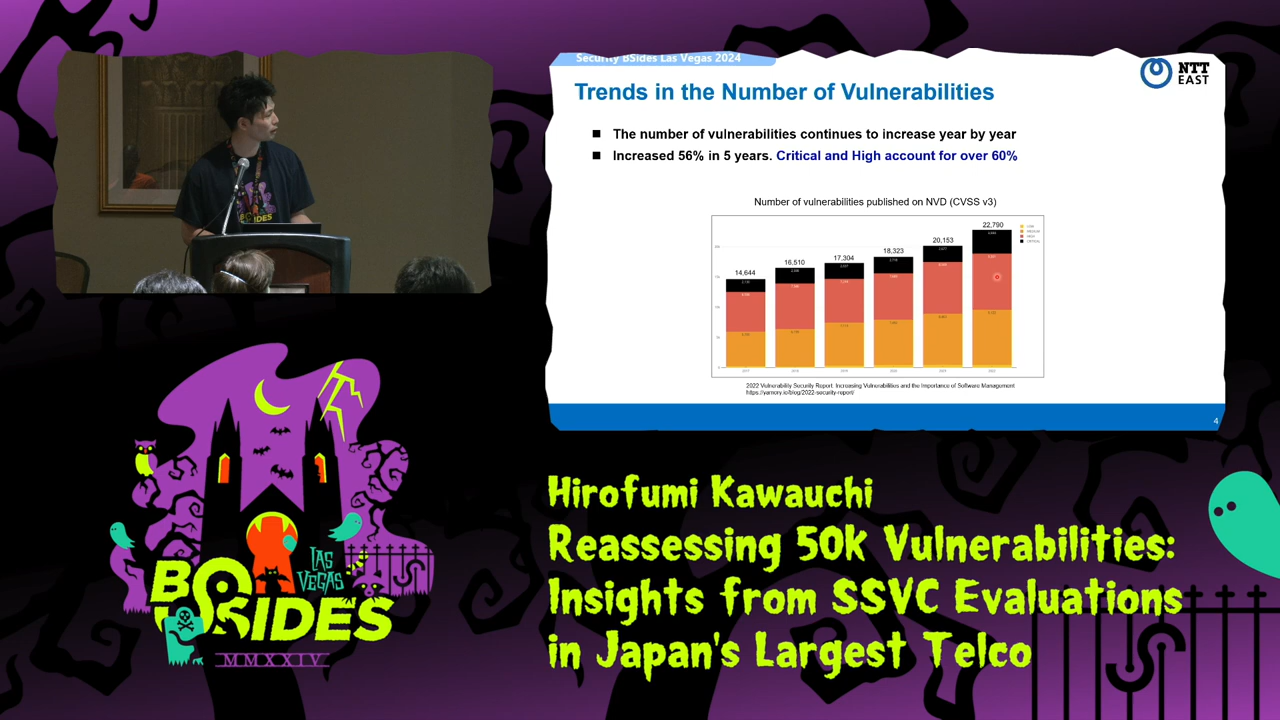 Security BSides Las Vegas 2024
NTT
EAST
Trends in the Number of Vulnerabilities
The number of vulnerabilities continues to increase year by year
Increased 56% in 5 years. Critical and High account for over 60%
Number of vulnerabilities published on NVD (CVSS v3)
14,644
16,510
17,304
18,323
20,153
22,790
2022 Vulnerability Security Report: Increasing Vulnerabilities and the Importance of Software Management
https://yamory.io/blog/2022-security-report/
4
BSIDES
LAS
VEGAS
BSIDES
MMXXIV
Hirofumi Kawauchi
Reassessing 50k Vulnerabilities:
Insights from SSVC Evaluations
in Japan's Largest Telco